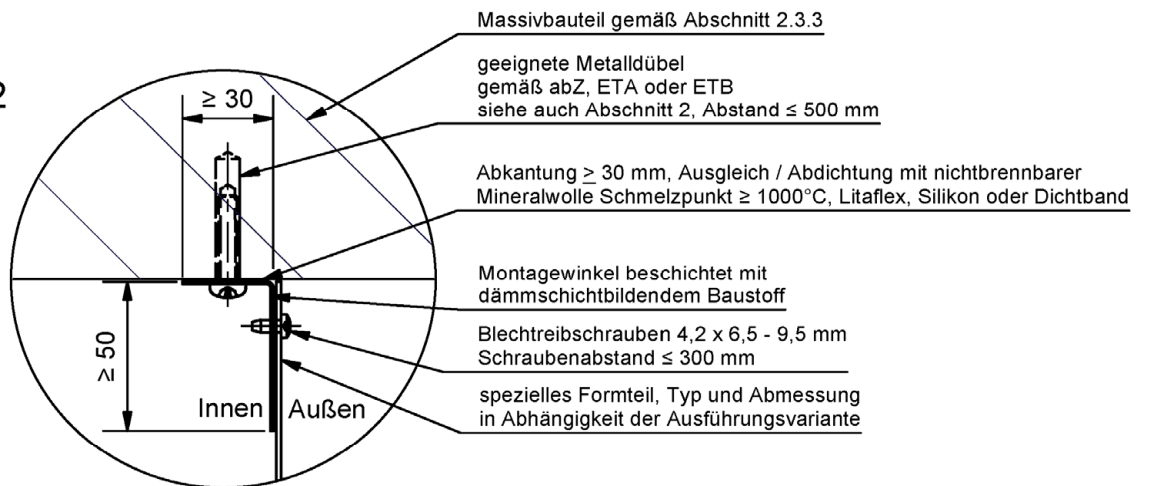 Massivbauteil gemäß Abschnitt 2.3.3
geeignete Metalldübel
gemäß abZ, ETA oder ETB
siehe auch Abschnitt 2, Abstand ≤ 500 mm
2
≥ 30
Abkantung ≥ 30 mm, Ausgleich / Abdichtung mit nichtbrennbarer
Mineralwolle Schmelzpunkt ≥ 1000°C, Litaflex, Silikon oder Dichtband
Montagewinkel beschichtet mit
dämmschichtbildendem Baustoff
Blechtreibschrauben 4,2 x 6,5 - 9,5 mm
Schraubenabstand ≤ 300 mm
≥ 50
spezielles Formteil, Typ und Abmessung
in Abhängigkeit der Ausführungsvariante
Innen Außen